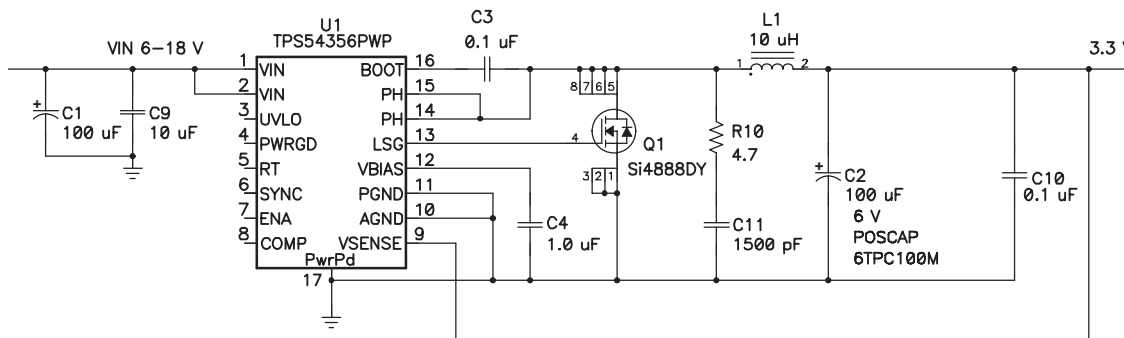 VIN 6–18 V
C1
100 uF
C9
10 uF
U1
TPS54356PWP
1 VIN BOOT 16
2 VIN PH 15
3 UVLO PH 14
4 PWRGD LSG 13
5 RT VBIAS 12
6 SYNC PGND 11
7 ENA AGND 10
8 COMP VSENSE 9
PwrPd
17
C3
0.1 uF
C4
1.0 uF
8 7 6 5
4
3 2 1
Q1
Si4888DY
R10
4.7
C11
1500 pF
L1
10 uH
1 2
C2
100 uF
6 V
POSCAP
6TPC100M
C10
0.1 uF
3.3 V